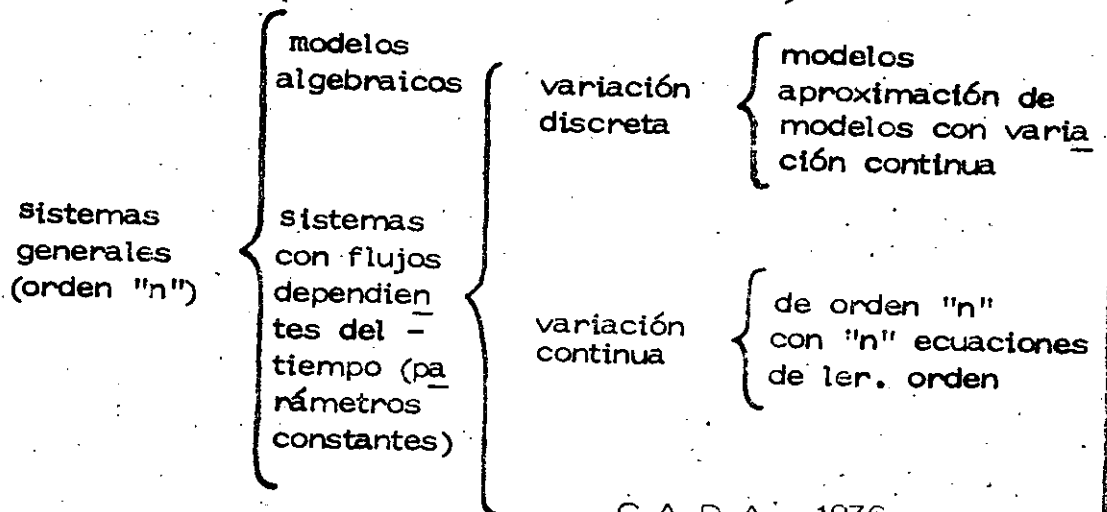 modelos
algebraicos
variación
discreta
modelos
aproximación de
modelos con varia
ción continua
sistemas
generales
(orden "n")
sistemas
con flujos
dependien
tes del -
tiempo (pa
rámetros
constantes)
variación
continua
de orden "n"
con "n" ecuaciones
de 1er. orden
C.A.D.A. 1976